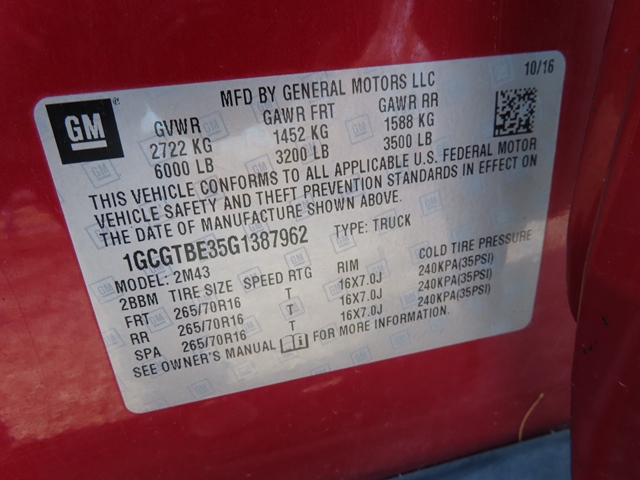 MFD BY GENERAL MOTORS LLC 10/16
GM
GVWR GAWR FRT GAWR RR
2722 KG 1452 KG 1588 KG
6000 LB 3200 LB 3500 LB
THIS VEHICLE CONFORMS TO ALL APPLICABLE U.S. FEDERAL MOTOR
VEHICLE SAFETY AND THEFT PREVENTION STANDARDS IN EFFECT ON
THE DATE OF MANUFACTURE SHOWN ABOVE.
1GCGTBE35G1387962 TYPE: TRUCK
MODEL: 2M43
2BBM TIRE SIZE SPEED RTG RIM COLD TIRE PRESSURE
FRT 265/70R16 T 16X7.0J 240KPA(35PSI)
RR 265/70R16 T 16X7.0J 240KPA(35PSI)
SPA 265/70R16 T 16X7.0J 240KPA(35PSI)
SEE OWNER'S MANUAL i FOR MORE INFORMATION.